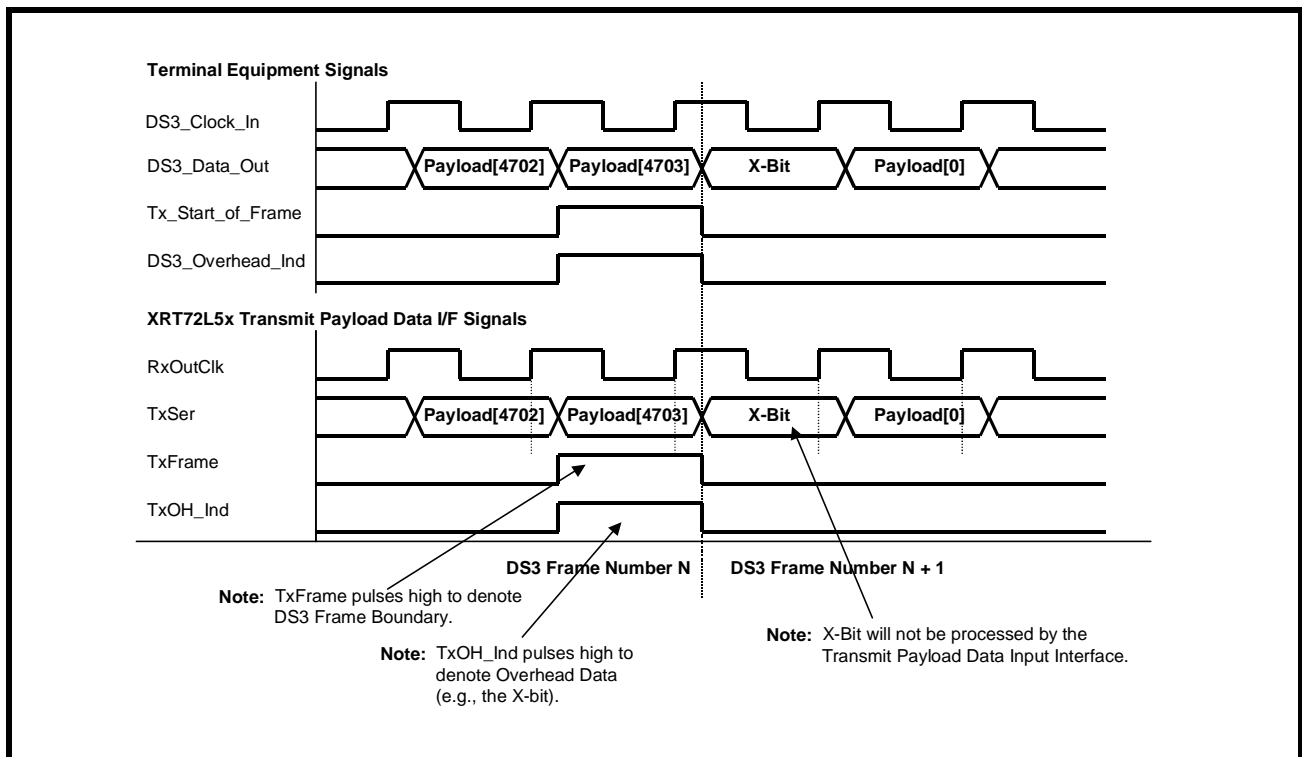 Terminal Equipment Signals
DS3_Clock_In
DS3_Data_Out
Payload[4702] Payload[4703] X-Bit Payload[0]
Tx_Start_of_Frame
DS3_Overhead_Ind
XRT72L5x Transmit Payload Data I/F Signals
RxOutClk
TxSer
Payload[4702] Payload[4703] X-Bit Payload[0]
TxFrame
TxOH_Ind
DS3 Frame Number N DS3 Frame Number N + 1
Note: TxFrame pulses high to denote
DS3 Frame Boundary.
Note: TxOH_Ind pulses high to
denote Overhead Data
(e.g., the X-bit).
Note: X-Bit will not be processed by the
Transmit Payload Data Input Interface.